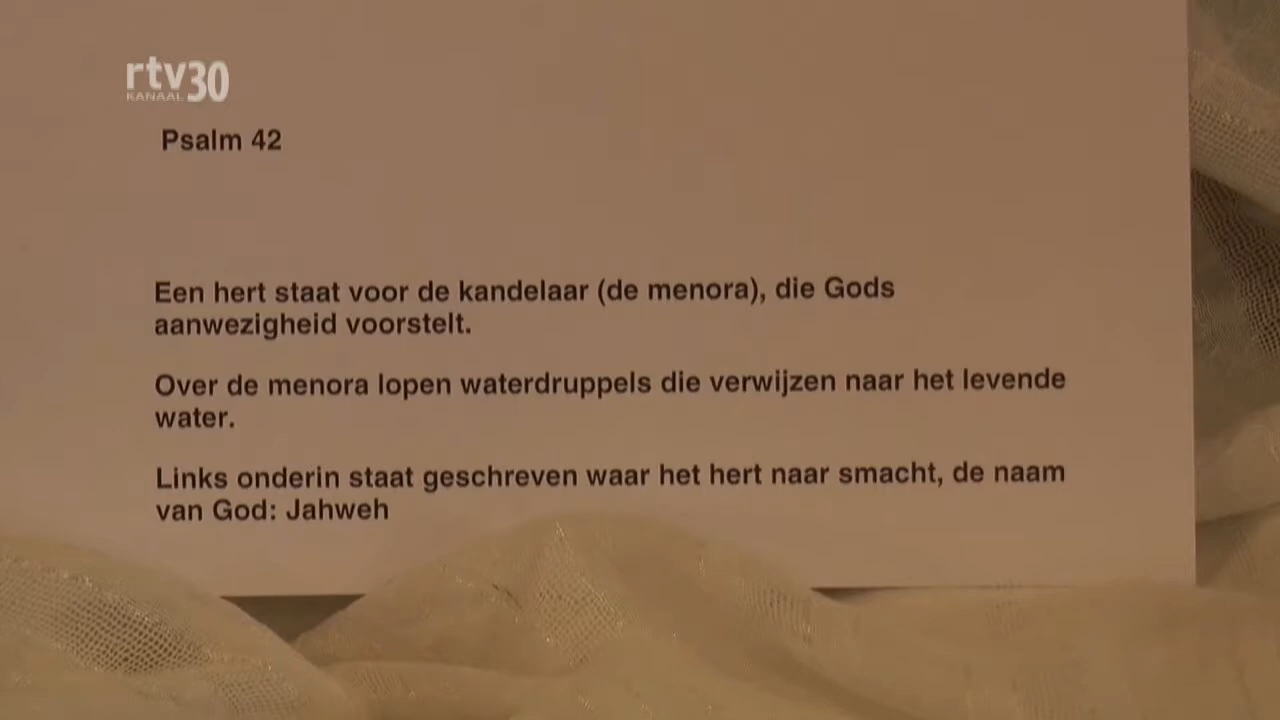 rtv30
KANAAL
Psalm 42
Een hert staat voor de kandelaar (de menora), die Gods
aanwezigheid voorstelt.
Over de menora lopen waterdruppels die verwijzen naar het levende
water.
Links onderin staat geschreven waar het hert naar smacht, de naam
van God: Jahweh